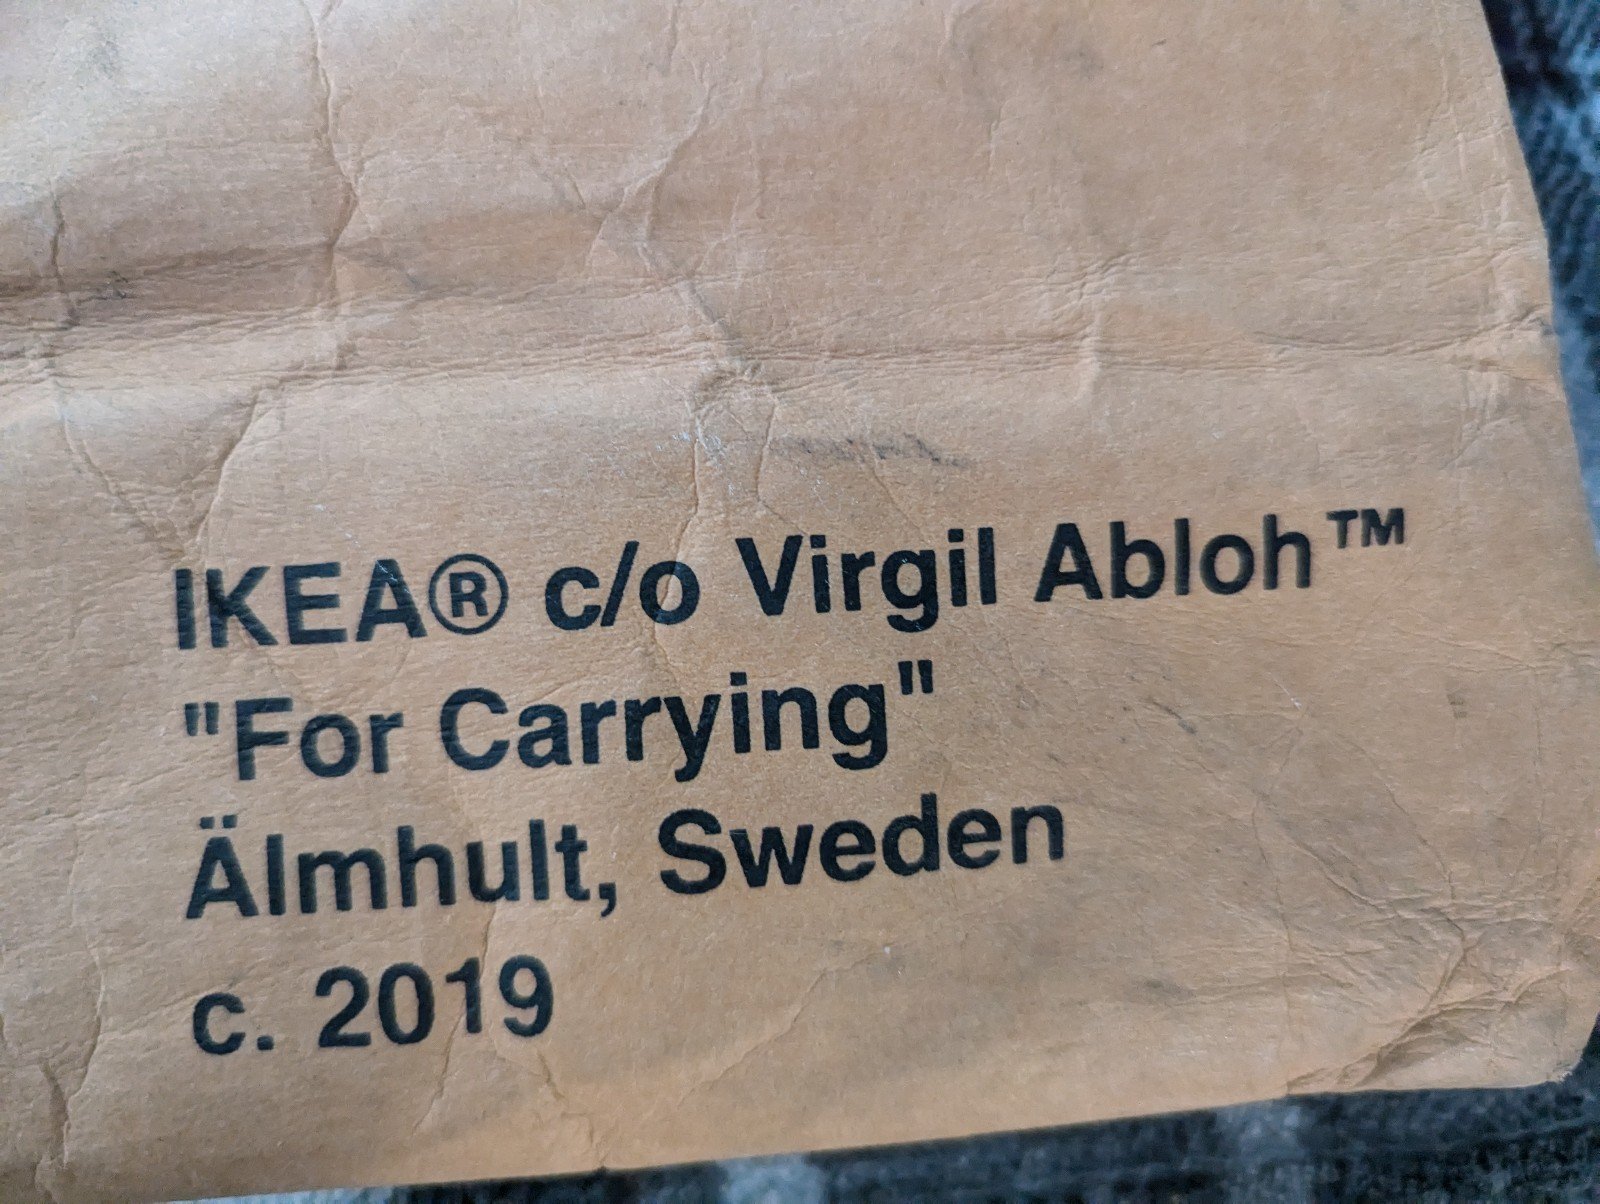 IKEA® c/o Virgil Abloh™
"For Carrying"
Älmhult, Sweden
c. 2019